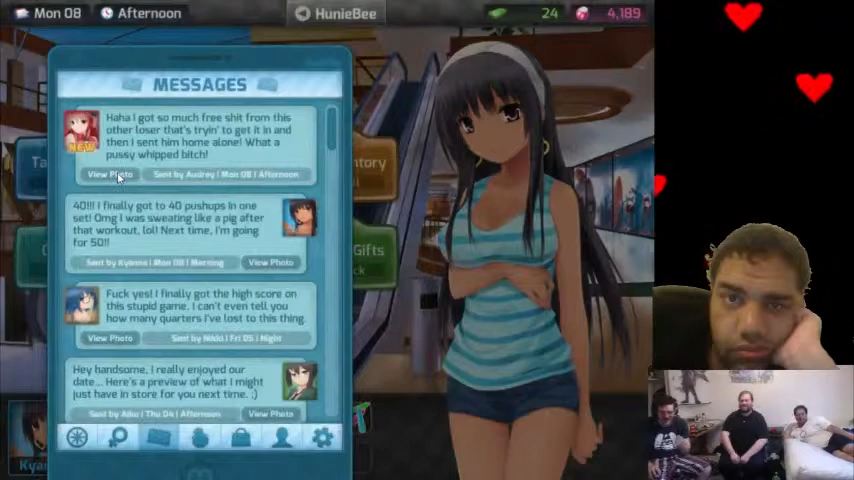 Mon 08
Afternoon
HunieBee
24
4,189
MESSAGES
Haha I got so much free shit from this
other loser that's tryin' to get it in and
then I sent him home alone! What a
pussy whipped bitch!
NEW
View Photo
Sent by Audrey | Mon 08 | Afternoon
40!!! I finally got to 40 pushups in one
set! Omg I was sweating like a pig after
that workout, lol! Next time, I'm going
for 50!!
Sent by Kyanna | Mon 08 | Morning
View Photo
Fuck yes! I finally got the high score on
this stupid game. I can't even tell you
how many quarters I've lost to this thing.
View Photo
Sent by Nikki | Fri 05 | Night
Hey handsome, I really enjoyed our
date... Here's a preview of what I might
just have in store for you next time. ;)
Sent by Aiko | Thu 04 | Afternoon
View Photo
Gifts